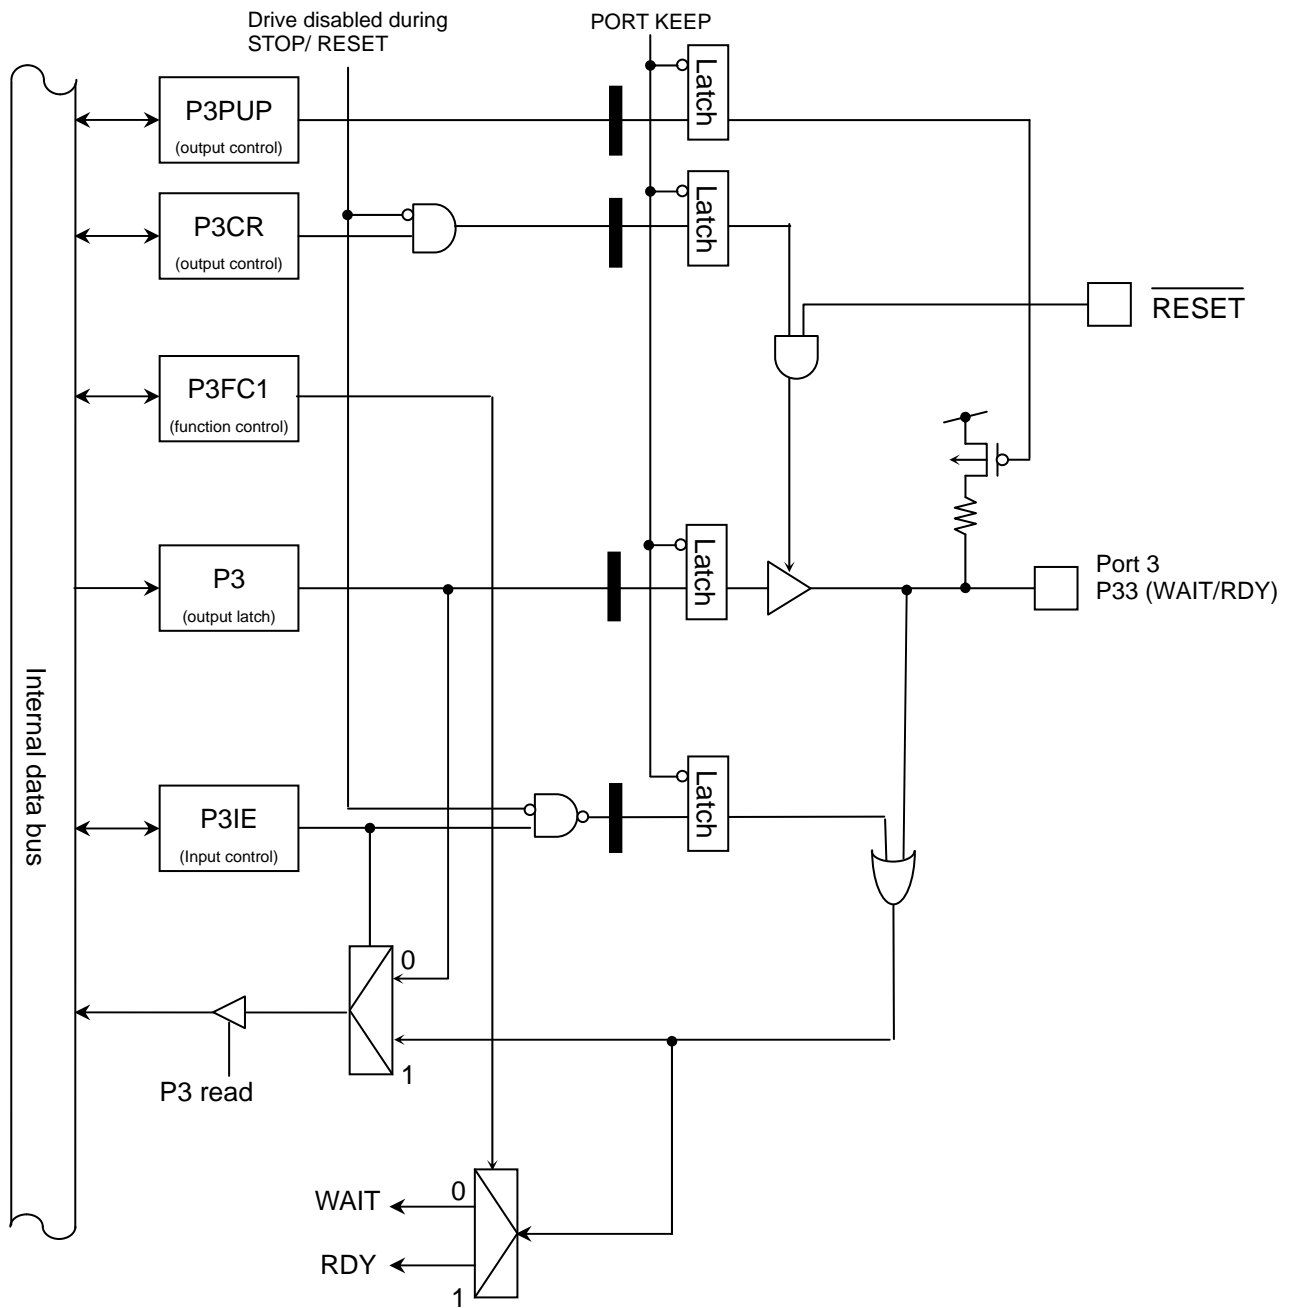 Drive disabled during
STOP/ RESET
PORT KEEP
Latch
P3PUP
(output control)
Latch
P3CR
(output control)
RESET
P3FC1
(function control)
Latch
P3
(output latch)
Port 3
P33 (WAIT/RDY)
Internal data bus
Latch
P3IE
(Input control)
0
1
P3 read
WAIT
0
RDY
1